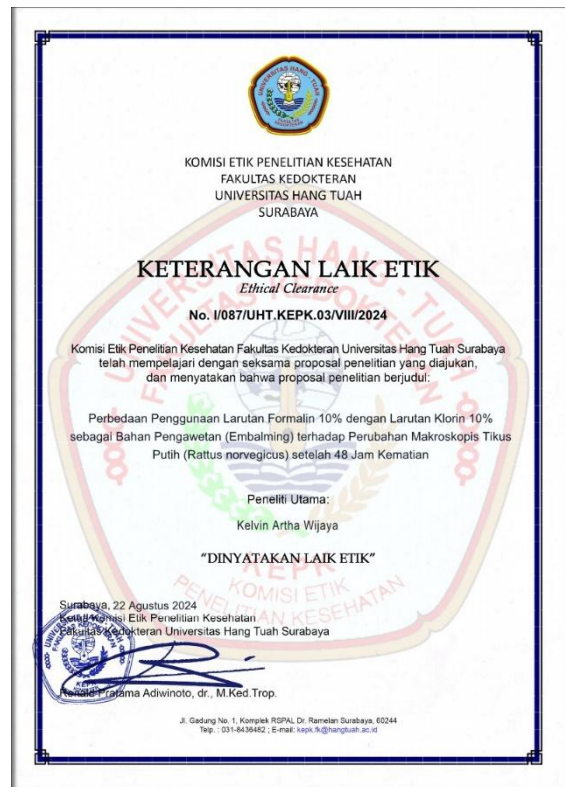 UNIVERSITAS HANG - TUAH
FAKULTAS KEDOKTERAN
KOMISI ETIK PENELITIAN KESEHATAN
FAKULTAS KEDOKTERAN
UNIVERSITAS HANG TUAH
SURABAYA
KETERANGAN LAIK ETIK
Ethical Clearance
No. I/087/UHT.KEPK.03/VIII/2024
Komisi Etik Penelitian Kesehatan Fakultas Kedokteran Universitas Hang Tuah Surabaya
telah mempelajari dengan seksama proposal penelitian yang diajukan,
dan menyatakan bahwa proposal penelitian berjudul:
Perbedaan Penggunaan Larutan Formalin 10% dengan Larutan Klorin 10%
sebagai Bahan Pengawetan (Embalming) terhadap Perubahan Makroskopis Tikus
Putih (Rattus norvegicus) setelah 48 Jam Kematian
Peneliti Utama:
Kelvin Artha Wijaya
“DINYATAKAN LAIK ETIK”
KEPK
KOMISI ETIK
PENELITIAN KESEHATAN
Surabaya, 22 Agustus 2024
Ketua Komisi Etik Penelitian Kesehatan
Fakultas Kedokteran Universitas Hang Tuah Surabaya
Ronald Pratama Adiwinoto, dr., M.Ked.Trop.
Jl. Gadung No. 1, Komplek RSPAL Dr. Ramelan Surabaya, 60244
Telp. : 031-8436482 ; E-mail: kepk.fk@hangtuah.ac.id